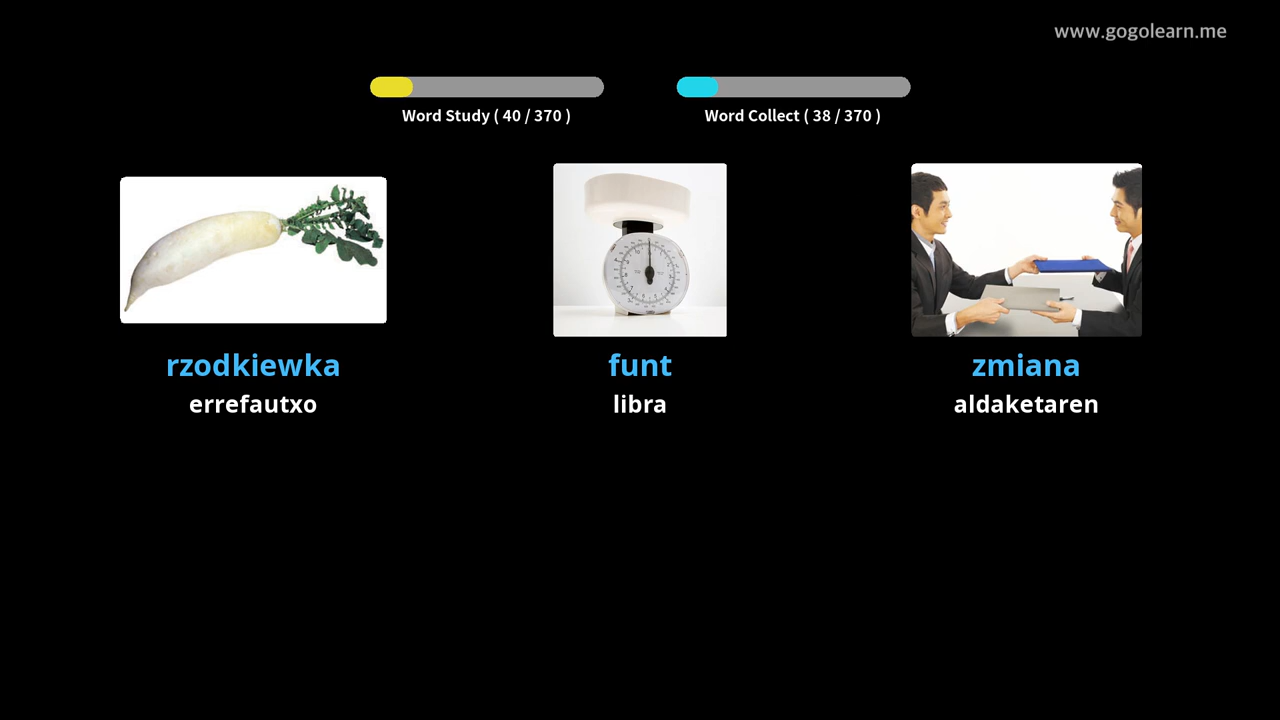 www.gogolearn.me
Word Study ( 40 / 370 )
Word Collect ( 38 / 370 )
rzodkiewka
errefautxo
funt
libra
zmiana
aldaketaren